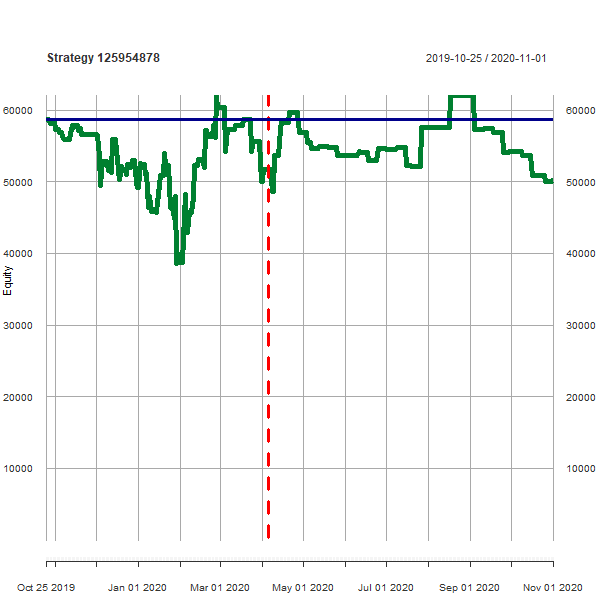 Strategy 125954878
2019-10-25 / 2020-11-01
60000
60000
50000
50000
40000
40000
Equity
30000
30000
20000
20000
10000
10000
Oct 25 2019
Jan 01 2020
Mar 01 2020
May 01 2020
Jul 01 2020
Sep 01 2020
Nov 01 2020